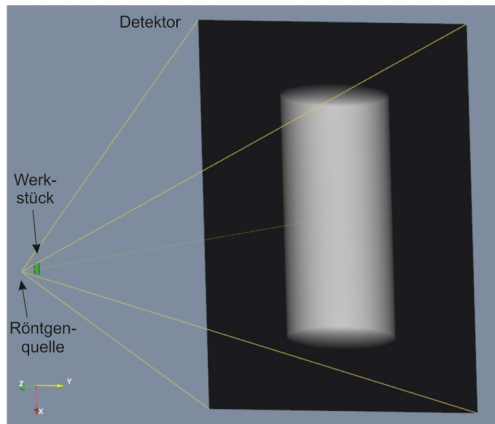 Detektor
Werk-
stück
Röntgen-
quelle
Z
Y
X